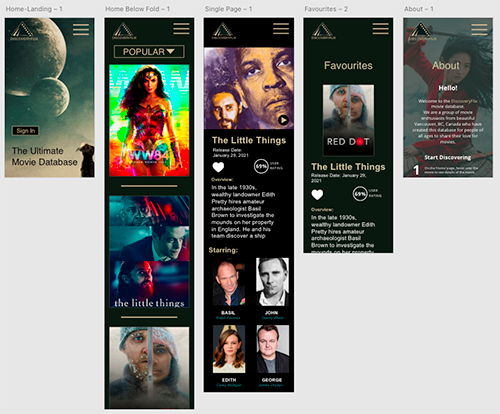 Home-Landing – 1
DISCOVERYFLIX
Sign In
The Ultimate
Movie Database
Home Below Fold – 1
DISCOVERYFLIX
POPULAR
WW84
the little things
Single Page – 1
DISCOVERYFLIX
The Little Things
Release Date:
January 29, 2021
69%
USER
RATING
Overview:
In the late 1930s,
wealthy landowner Edith
Pretty hires amateur
archaeologist Basil
Brown to investigate the
mounds on her property
in England. He and his
team discover a ship
Starring:
BASIL
Ralph Fiennes
JOHN
EDITH
Carey Mulligan
GEORGE
Favourites – 2
DISCOVERYFLIX
Favourites
RED DOT
The Little Things
Release Date: January
29, 2021
69%
USER
RATING
Overview:
In the late 1930s,
wealthy landowner Edith
Pretty hires amateur
archaeologist Basil
Brown to investigate the
mounds on her property
About – 1
DISCOVERYFLIX
About
Hello!
Welcome to the DiscoveryFlix
movie database.
We are a group of movie
enthusiasts from beautiful
Vancouver, BC, Canada who have
created this database for people of
all ages to share their love for
movies.
Start Discovering
1
On the home page, hover over the
movie to see details of the movie.